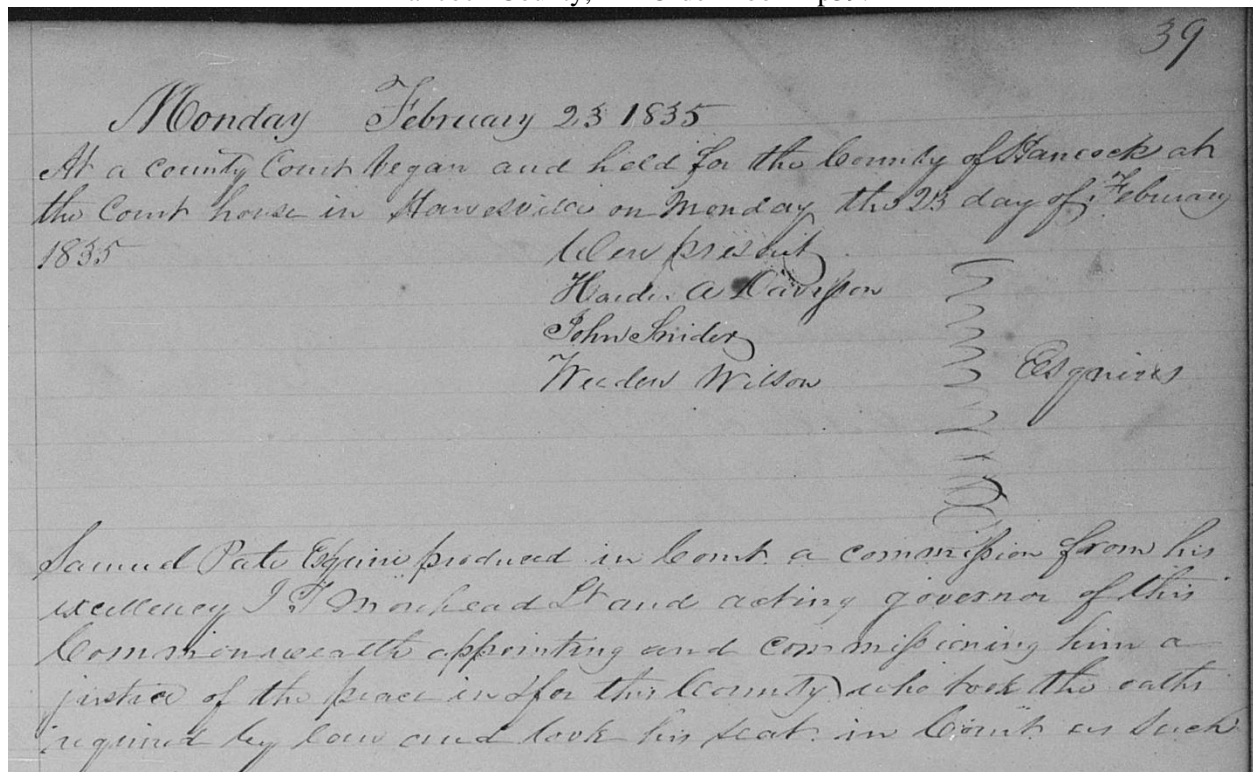 39
Monday February 23 1835
At a county Court began and held for the County of Hancock at
the Court house in Hawesville on Monday the 23 day of February
1835
Were present
A Davisson
John Snider
Weeden Wilson
Esquires
Samuel Pate Esquire produced in Court a commission from his
excellency J T Morehead Lt and acting governor of this
Commonwealth appointing and commissioning him a
justice of the peace in & for this County who took the oaths
required by law and took his seat in Court as such